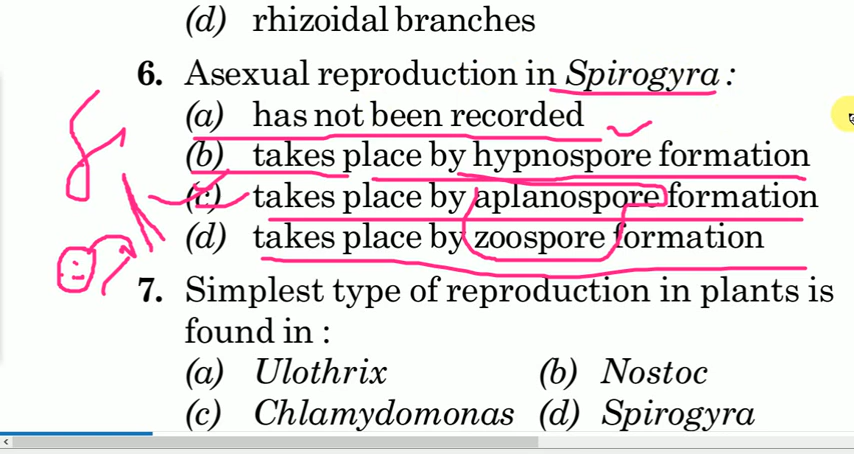 (d) rhizoidal branches
6. Asexual reproduction in Spirogyra :
(a) has not been recorded
(b) takes place by hypnospore formation
(c) takes place by aplanospore formation
(d) takes place by zoospore formation
7. Simplest type of reproduction in plants is
found in :
(a) Ulothrix (b) Nostoc
(c) Chlamydomonas (d) Spirogyra